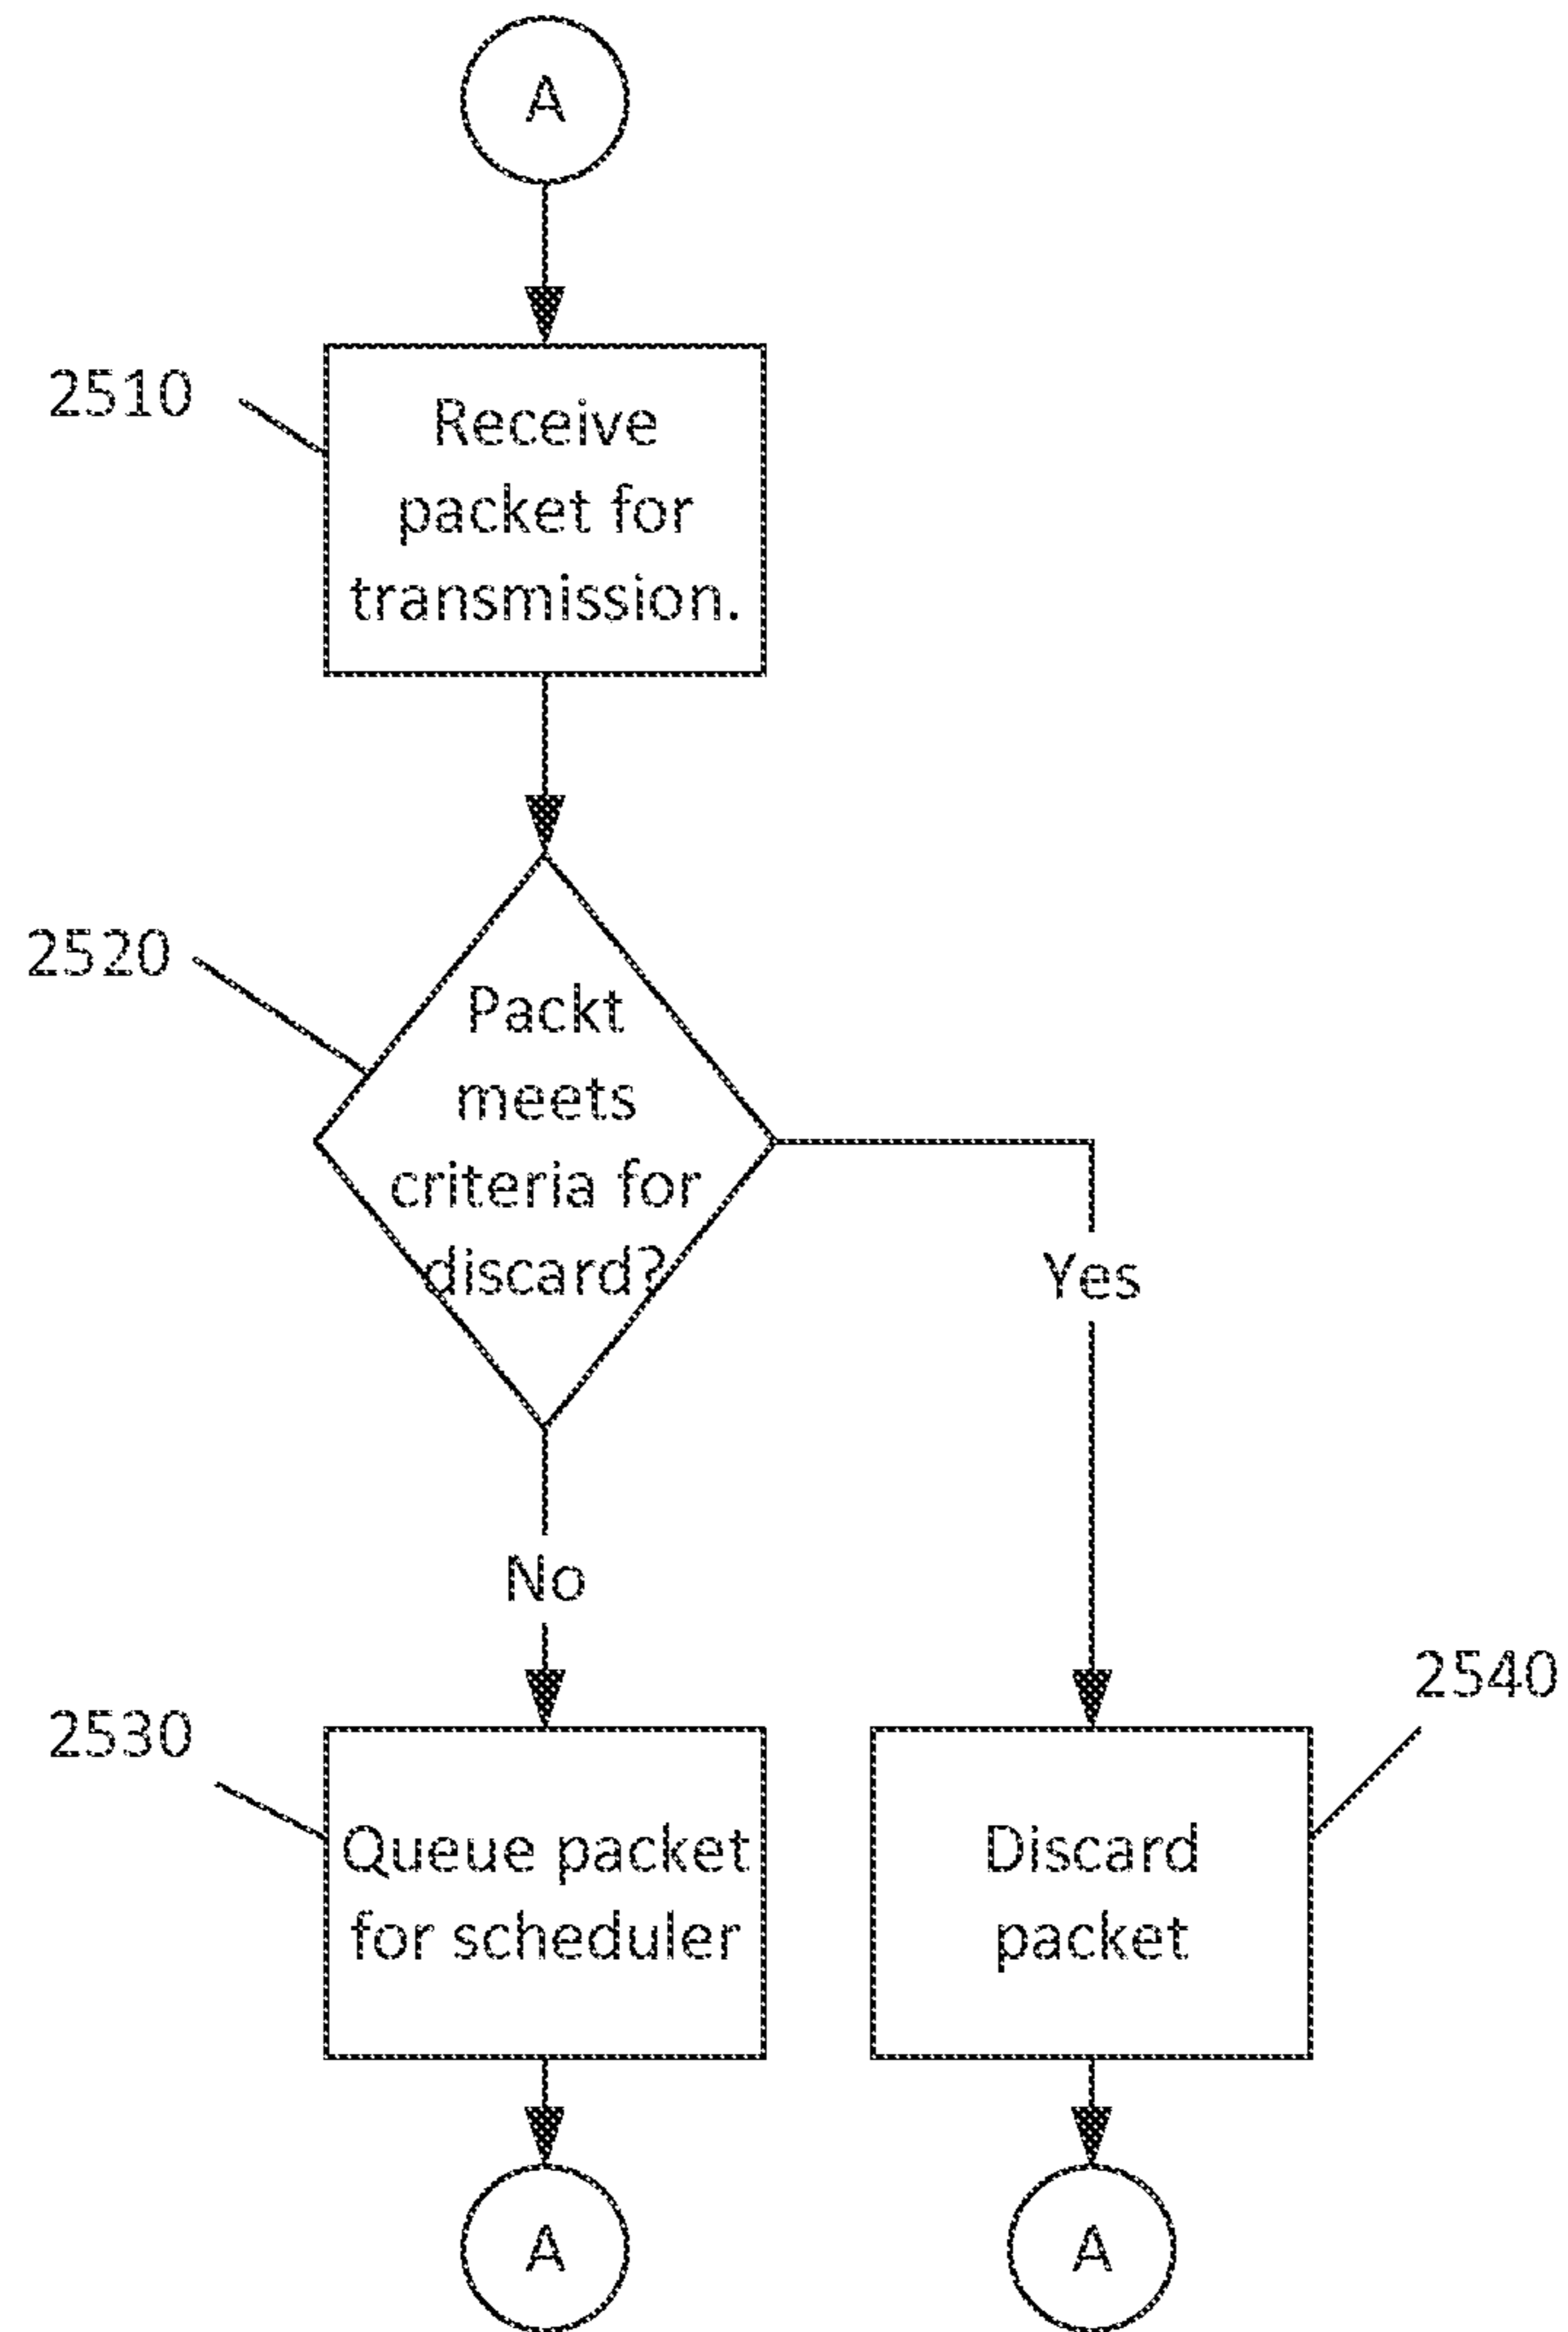 A
2510
Receive
packet for
transmission.
2520
Packt
meets
criteria for
discard?
Yes
No
2530
Queue packet
for scheduler
2540
Discard
packet
A
A